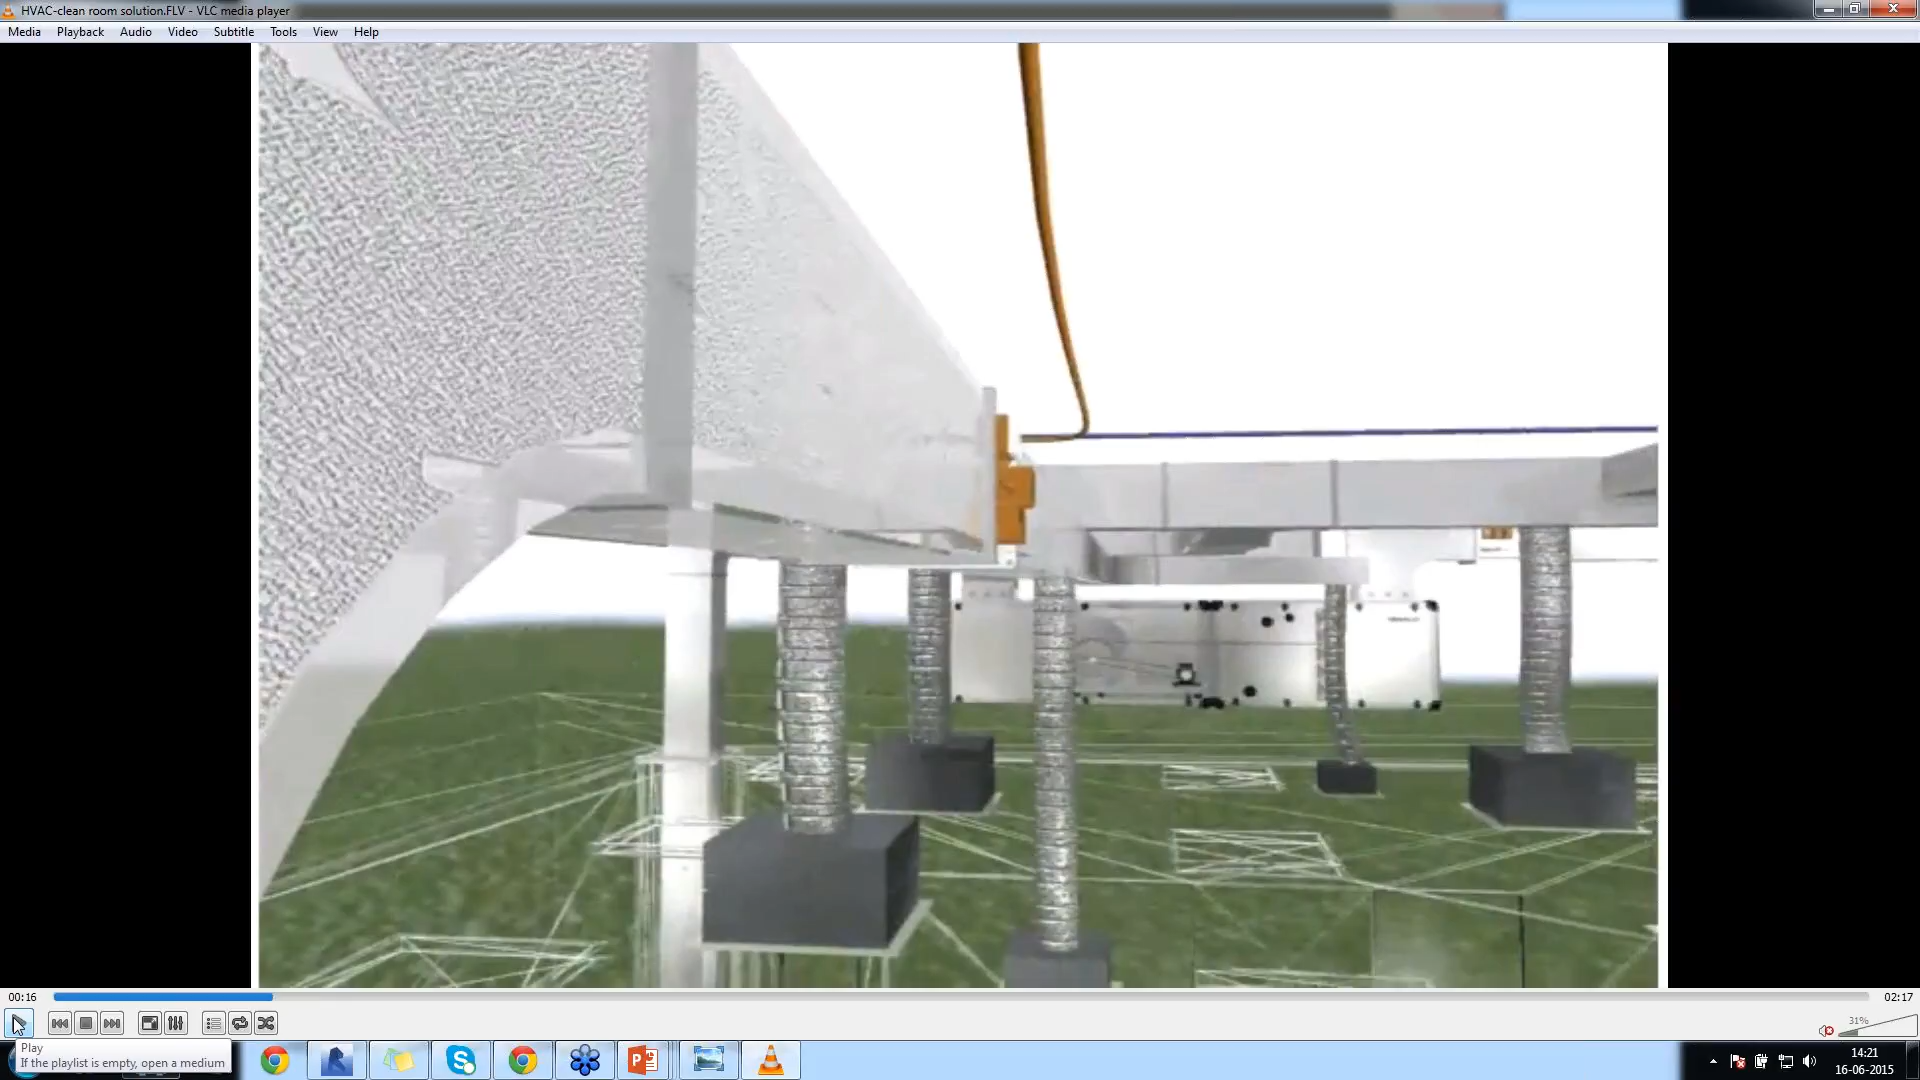 HVAC-clean room solution.FLV - VLC media player
Media Playback Audio Video Subtitle Tools View Help
00:16
02:17
31%
Play
If the playlist is empty, open a medium
14:21
16-06-2015